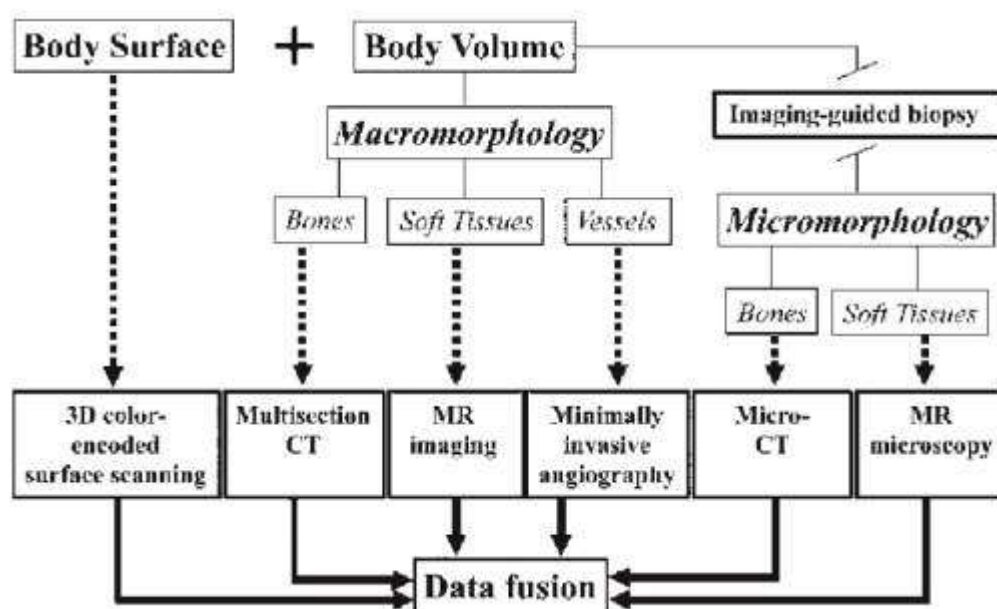 Body Surface
+
Body Volume
Imaging-guided biopsy
Macromorphology
Bones
Soft Tissues
Vessels
Micromorphology
Bones
Soft Tissues
3D color-
encoded
surface scanning
Multisection
CT
MR
imaging
Minimally
invasive
angiography
Micro-
CT
MR
microscopy
Data fusion